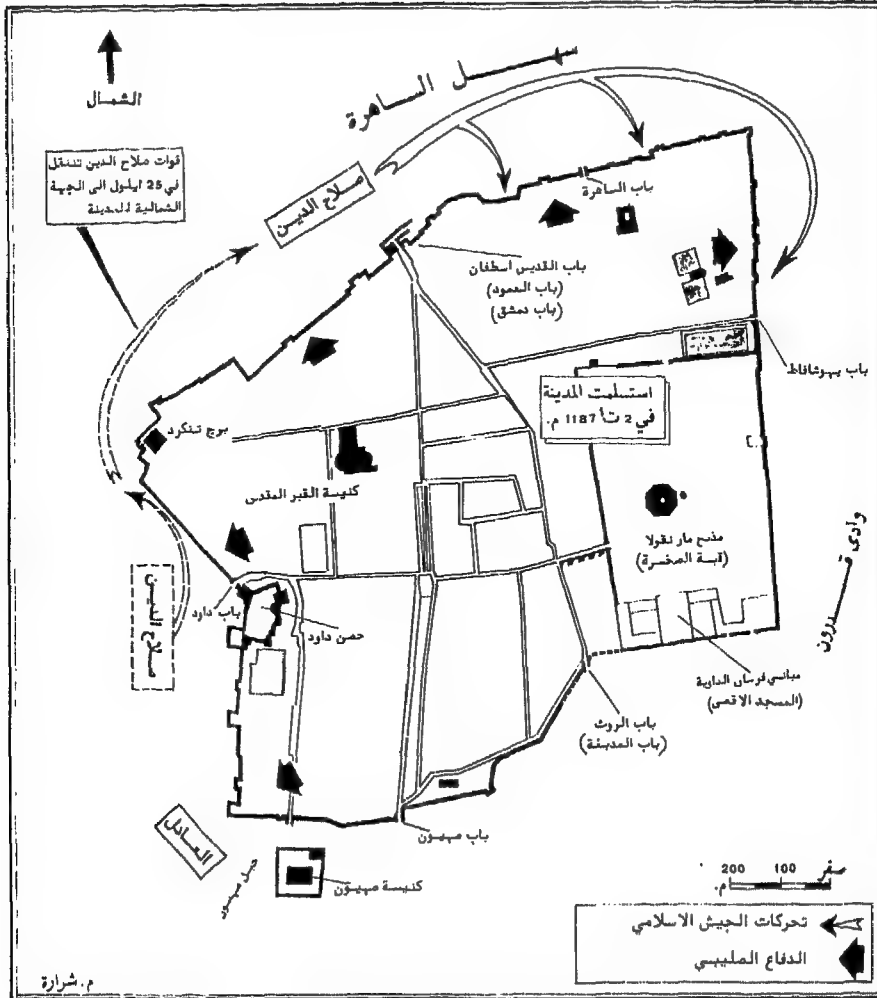 الشمال
سهل الساهرة
قوات صلاح الدين تنتقل
في 25 ايلول الى الجهة
الشمالية للمدينة
صلاح الدين
باب الساهرة
باب القديس اسطفان
(باب العمود)
(باب دمشق)
باب يهوشافاط
استسلمت المدينة
في 2 ت1 1187 م.
برج تنكرد
كنيسة القبر المقدس
مذبح مار نقولا
(قبة الصخرة)
وادي قدرون
صلاح الدين
باب داود
حصن داود
مباني فرسان الداوية
(المسجد الاقصى)
باب الروث
(باب المدينة)
باب صهيون
العادل
جبل صهيون
كنيسة صهيون
صفر 100 200
م.
تحركات الجيش الاسلامي
الدفاع الصليبي
م. شرارة